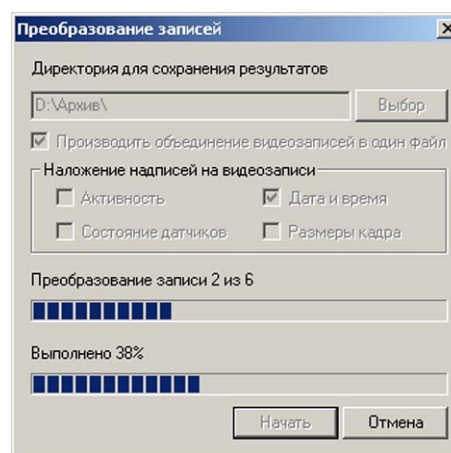 Преобразование записей
Директория для сохранения результатов
D:\Архив\ Выбор
Производить объединение видеозаписей в один файл
Наложение надписей на видеозаписи
Активность Дата и время
Состояние датчиков Размеры кадра
Преобразование записи 2 из 6
Выполнено 38%
Начать Отмена